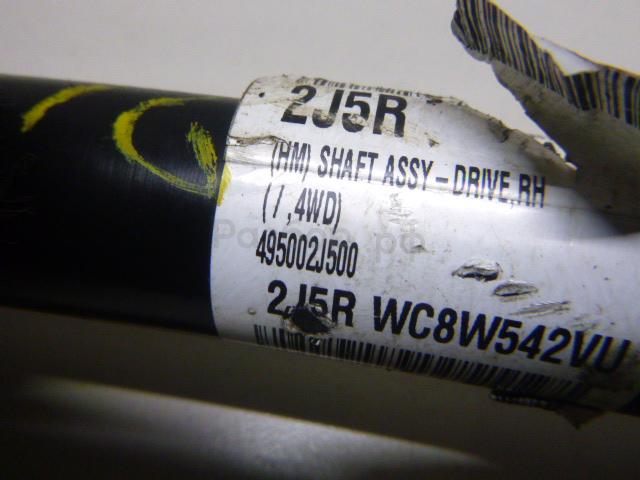 2J5R
(HM) SHAFT ASSY-DRIVE,RH
(7,4WD)
495002J500
2J5R WC8W542VU